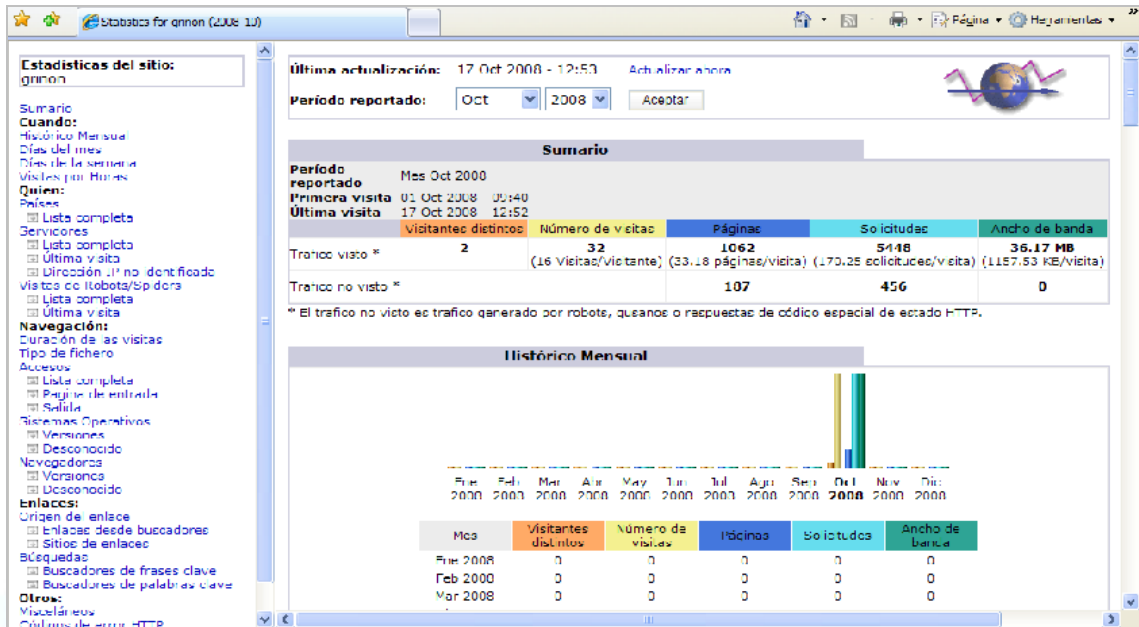 Statistics for grinon (2008-10)
Página
Herramientas
Estadísticas del sitio:
grinon
Sumario
Cuando:
Histórico Mensual
Días del mes
Días de la semana
Visitas por Horas
Quien:
Países
Lista completa
Servidores
Lista completa
Última visita
Dirección IP no identificada
Visitas de Robots/Spiders
Lista completa
Última visita
Navegación:
Duración de las visitas
Tipo de fichero
Accesos
Lista completa
Pagina de entrada
Salida
Sistemas Operativos
Versiones
Desconocido
Navegadores
Versiones
Desconocido
Enlaces:
Origen del enlace
Enlaces desde buscadores
Sitios de enlaces
Búsquedas
Buscadores de frases clave
Buscadores de palabras clave
Otros:
Misceláneos
Códigos de error HTTP
Última actualización: 17 Oct 2008 - 12:53 Actualizar ahora
Período reportado: Oct 2008 Aceptar
Sumario
Período reportado Mes Oct 2008
Primera visita 01 Oct 2008 09:40
Última visita 17 Oct 2008 12:52
Visitantes distintos Número de visitas Páginas Solicitudes Ancho de banda
Trafico visto * 2 32 1062 5448 36.17 MB
(16 Visitas/Visitante) (33.18 páginas/visita) (170.25 solicitudes/visita) (1157.53 KB/visita)
Trafico no visto * 187 456 0
* El trafico no visto es trafico generado por robots, gusanos o respuestas de código especial de estado HTTP.
Histórico Mensual
Ene Feb Mar Abr May Jun Jul Ago Sep Oct Nov Dic
2008 2008 2008 2008 2008 2008 2008 2008 2008 2008 2008 2008
Mes Visitantes distintos Número de visitas Páginas Solicitudes Ancho de banda
Ene 2008 0 0 0 0 0
Feb 2008 0 0 0 0 0
Mar 2008 0 0 0 0 0